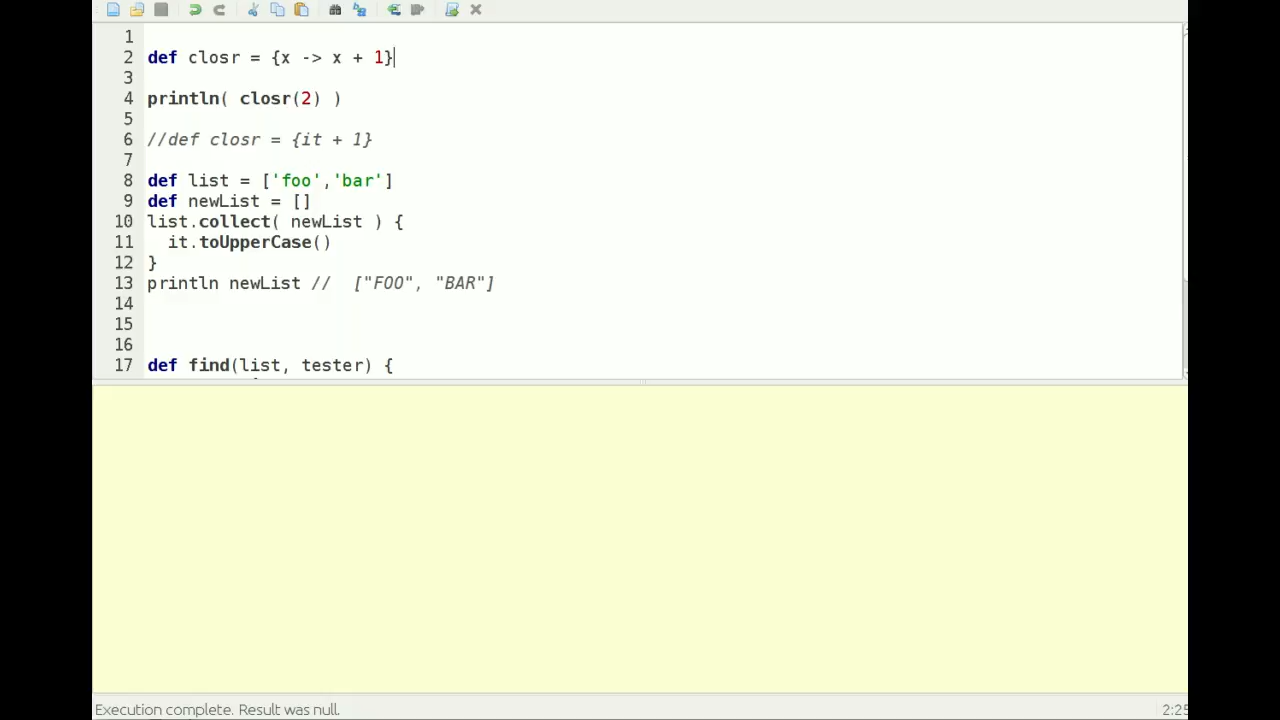 1
2 def closr = {x -> x + 1}
3
4 println( closr(2) )
5
6 //def closr = {it + 1}
7
8 def list = ['foo','bar']
9 def newList = []
10 list.collect( newList ) {
11   it.toUpperCase()
12 }
13 println newList //  ["FOO", "BAR"]
14
15
16
17 def find(list, tester) {
Execution complete. Result was null.
2:25